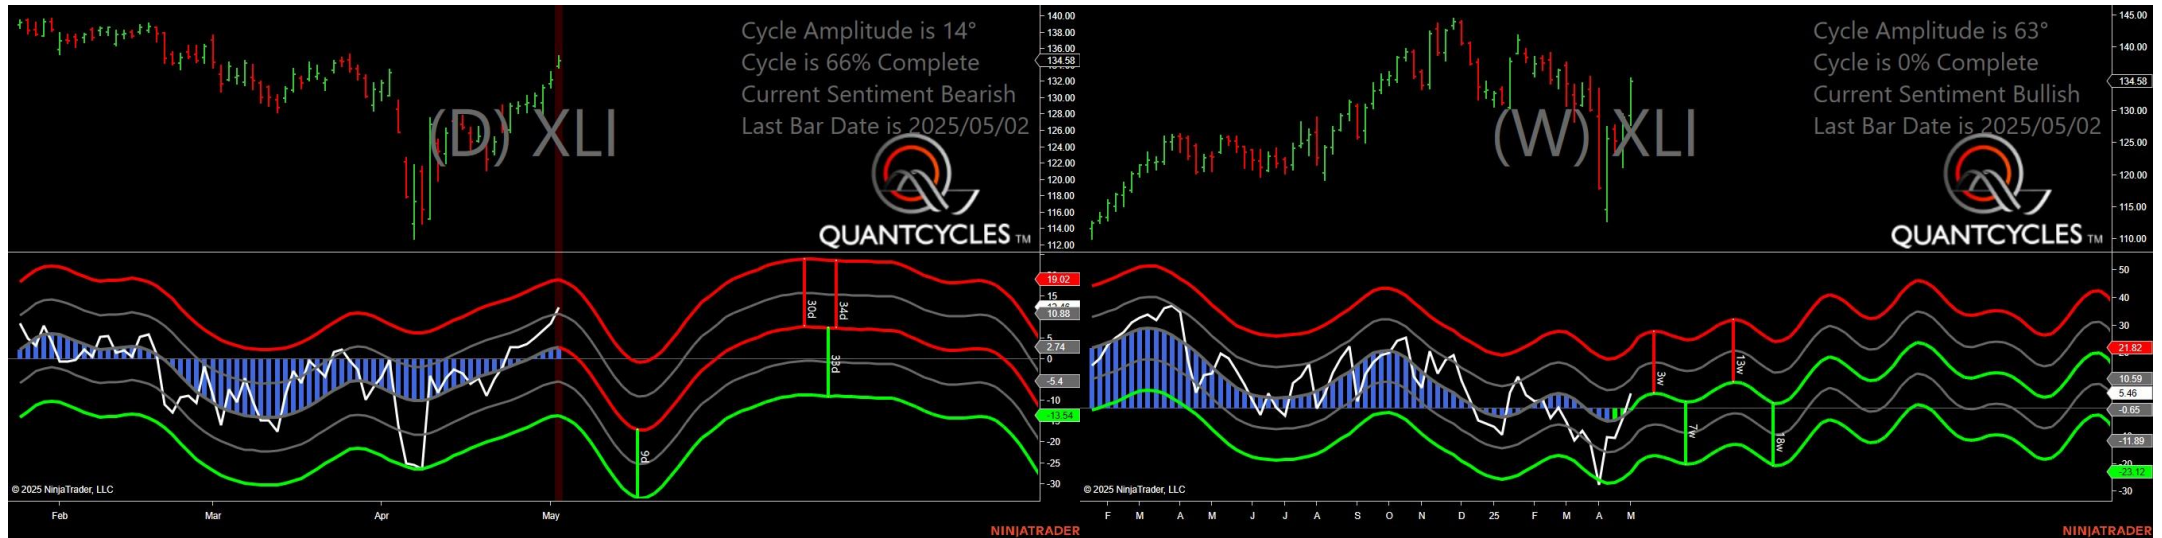 Cycle Amplitude is 14°
Cycle is 66% Complete
Current Sentiment Bearish
Last Bar Date is 2025/05/02
(D) XLI
QUANTCYCLES TM
140.00
138.00
136.00
134.58
132.00
130.00
128.00
126.00
124.00
122.00
120.00
118.00
116.00
114.00
112.00
19.02
15
10.88
5
2.74
0
-5.4
-10
-13.54
-20
-25
-30
30d
34d
33d
9d
© 2025 NinjaTrader, LLC
Feb Mar Apr May
NINJATRADER
Cycle Amplitude is 63°
Cycle is 0% Complete
Current Sentiment Bullish
Last Bar Date is 2025/05/02
(W) XLI
QUANTCYCLES TM
145.00
140.00
134.58
130.00
125.00
120.00
115.00
110.00
50
40
30
21.82
10.59
5.46
-0.65
-11.89
-23.12
-30
3w
13w
7w
18w
© 2025 NinjaTrader, LLC
F M A M J J A S O N D 25 F M A M
NINJATRADER